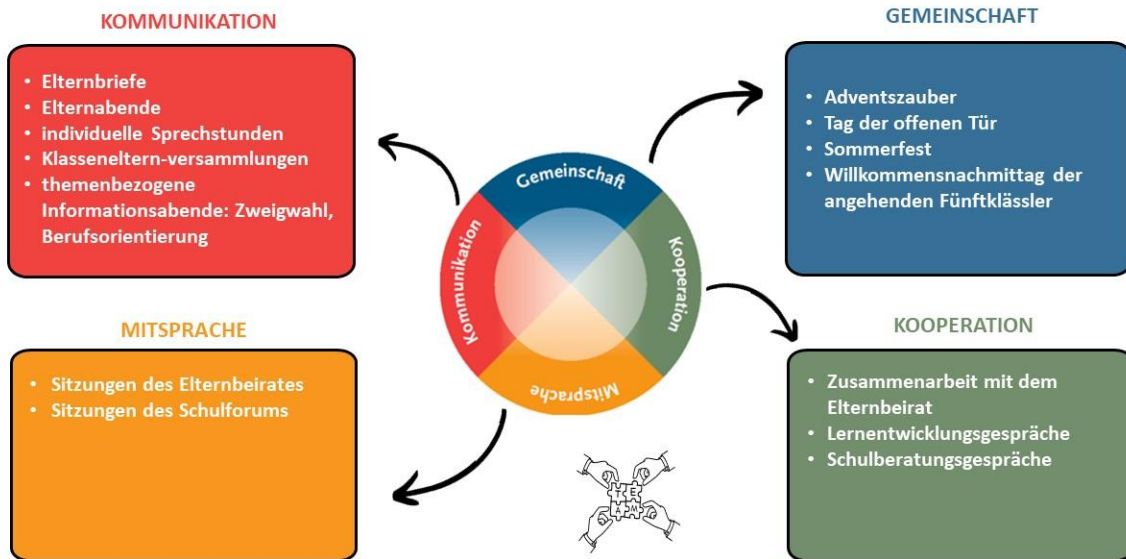 KOMMUNIKATION
• Elternbriefe
• Elternabende
• individuelle Sprechstunden
• Klasseneltern-versammlungen
• themenbezogene
Informationsabende: Zweigwahl,
Berufsorientierung
GEMEINSCHAFT
• Adventszauber
• Tag der offenen Tür
• Sommerfest
• Willkommensnachmittag der
angehenden Fünftklässler
Gemeinschaft
Kommunikation
Kooperation
Mitsprache
MITSPRACHE
• Sitzungen des Elternbeirates
• Sitzungen des Schulforums
KOOPERATION
• Zusammenarbeit mit dem
Elternbeirat
• Lernentwicklungsgespräche
• Schulberatungsgespräche
TE
AM